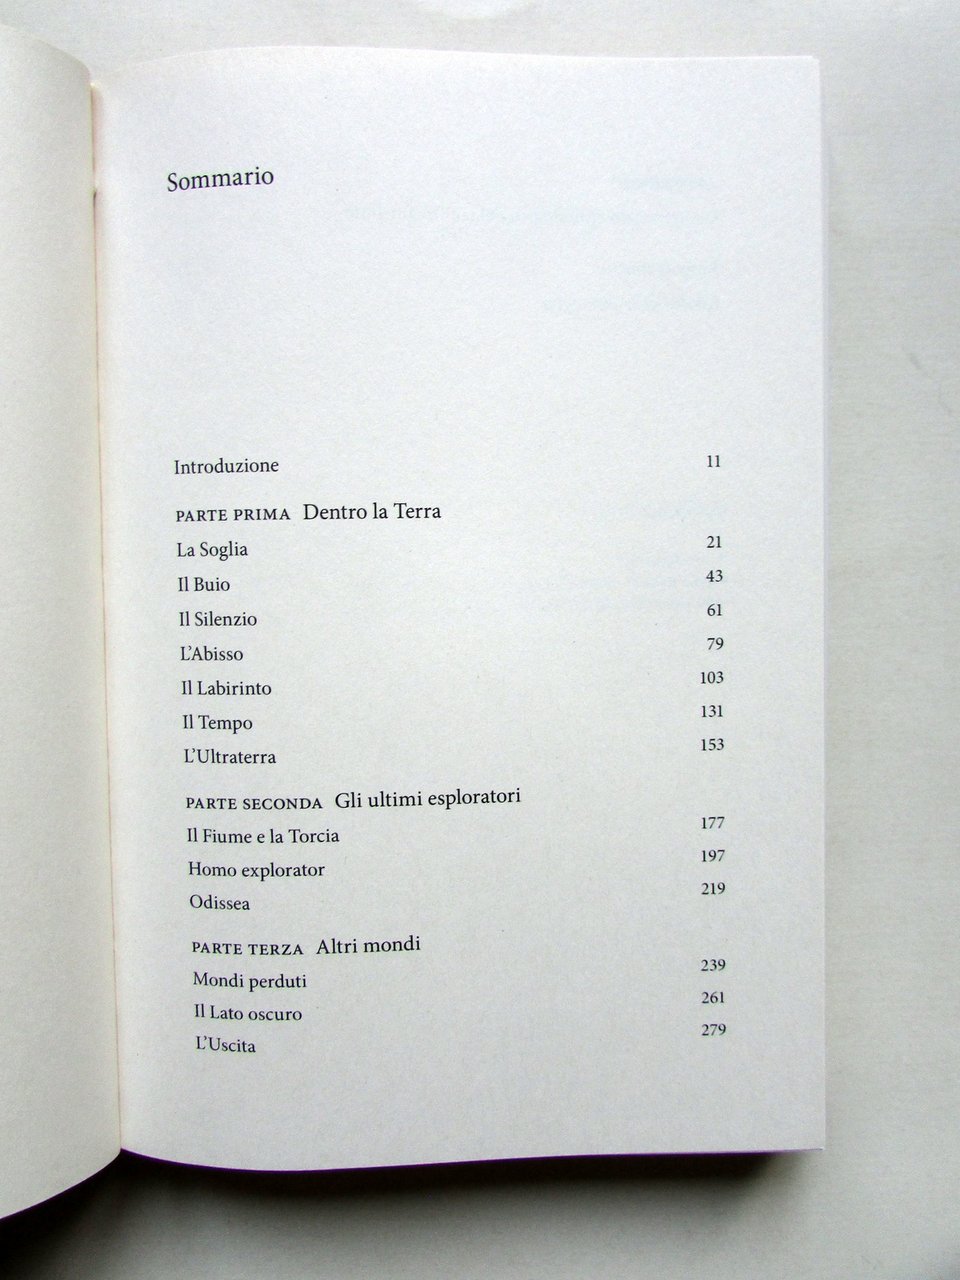 Sommario
Introduzione 11
PARTE PRIMA Dentro la Terra
La Soglia 21
Il Buio 43
Il Silenzio 61
L'Abisso 79
Il Labirinto 103
Il Tempo 131
L'Ultraterra 153
PARTE SECONDA Gli ultimi esploratori
Il Fiume e la Torcia 177
Homo explorator 197
Odissea 219
PARTE TERZA Altri mondi
Mondi perduti 239
Il Lato oscuro 261
L'Uscita 279